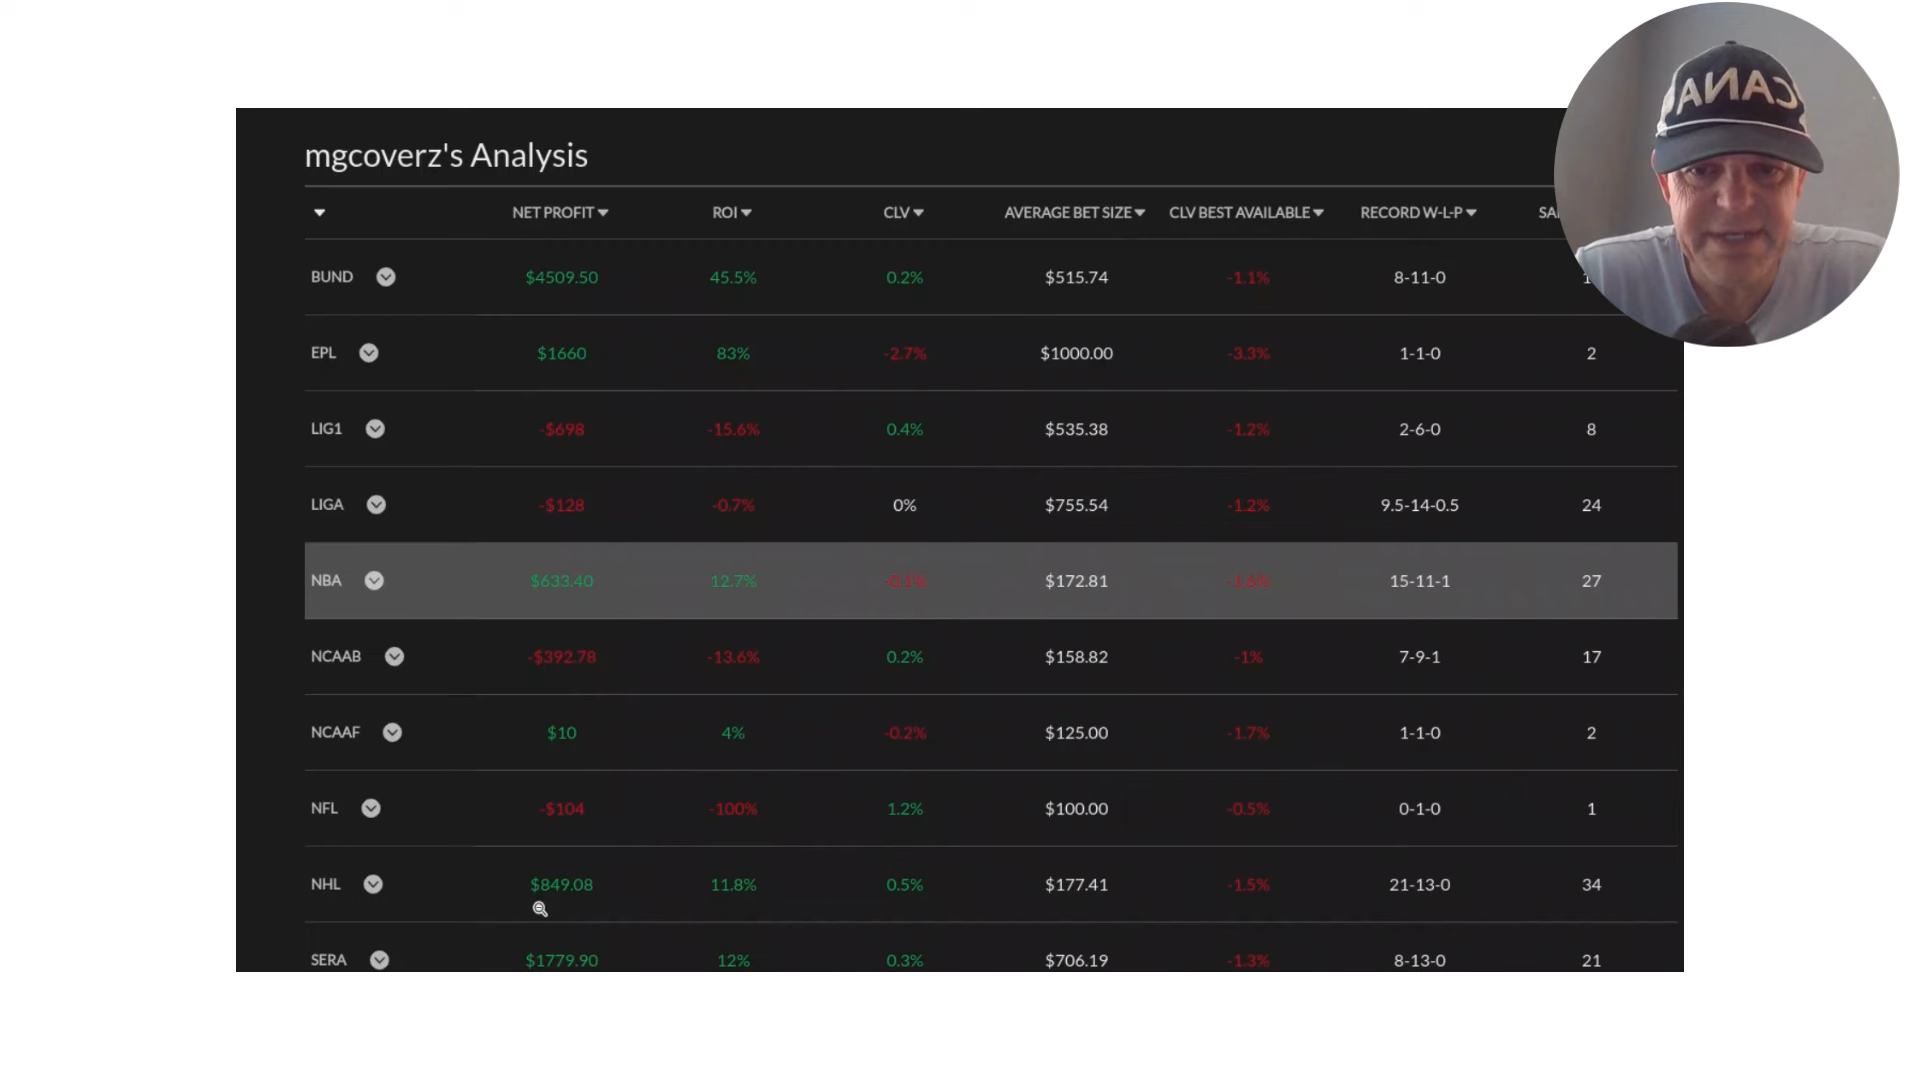 mgcoverz's Analysis
NET PROFIT ROI CLV AVERAGE BET SIZE CLV BEST AVAILABLE RECORD W-L-P
BUND $4509.50 45.5% 0.2% $515.74 -1.1% 8-11-0
EPL $1660 83% -2.7% $1000.00 -3.3% 1-1-0 2
LIG1 -$698 -15.6% 0.4% $535.38 -1.2% 2-6-0 8
LIGA -$128 -0.7% 0% $755.54 -1.2% 9.5-14-0.5 24
NBA $633.40 12.7% -0.1% $172.81 -1.6% 15-11-1 27
NCAAB -$392.78 -13.6% 0.2% $158.82 -1% 7-9-1 17
NCAAF $10 4% -0.2% $125.00 -1.7% 1-1-0 2
NFL -$104 -100% 1.2% $100.00 -0.5% 0-1-0 1
NHL $849.08 11.8% 0.5% $177.41 -1.5% 21-13-0 34
SERA $1779.90 12% 0.3% $706.19 -1.3% 8-13-0 21
CANA